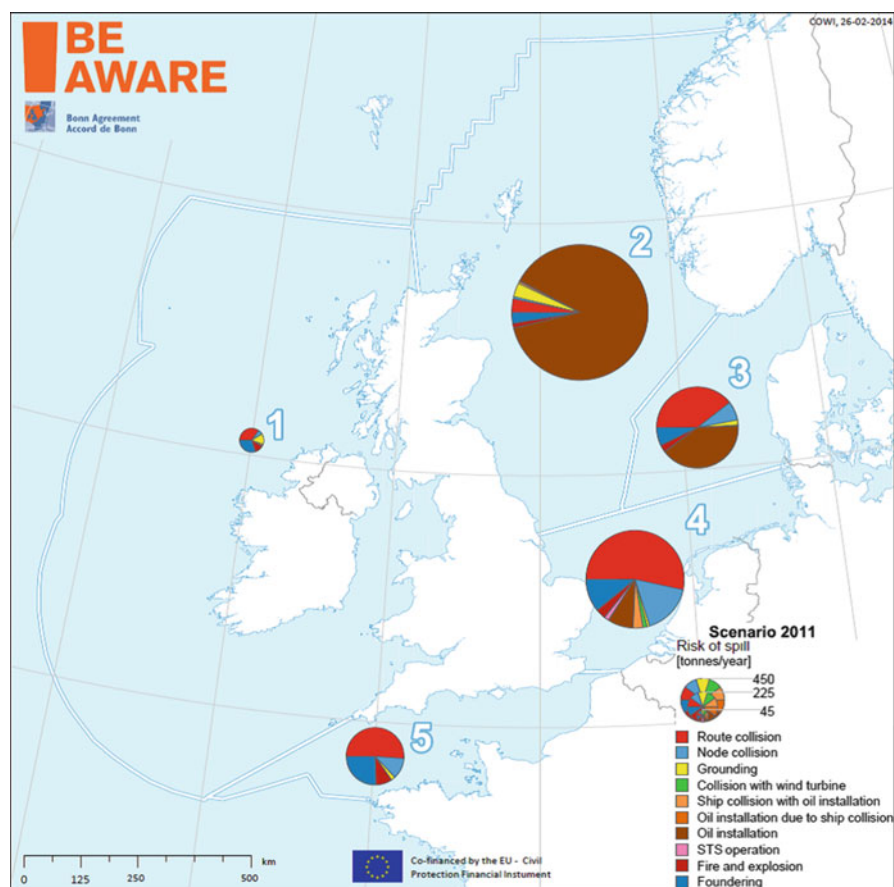 COWI, 26-02-2014
BE
AWARE
Bonn Agreement
Accord de Bonn
2
3
1
4
5
Scenario 2011
Risk of spill
[tonnes/year]
450
225
45
Route collision
Node collision
Grounding
Collision with wind turbine
Ship collision with oil installation
Oil installation due to ship collision
Oil installation
STS operation
Fire and explosion
Foundering
km
0 125 250 500
Co-financed by the EU - Civil
Protection Financial Instument